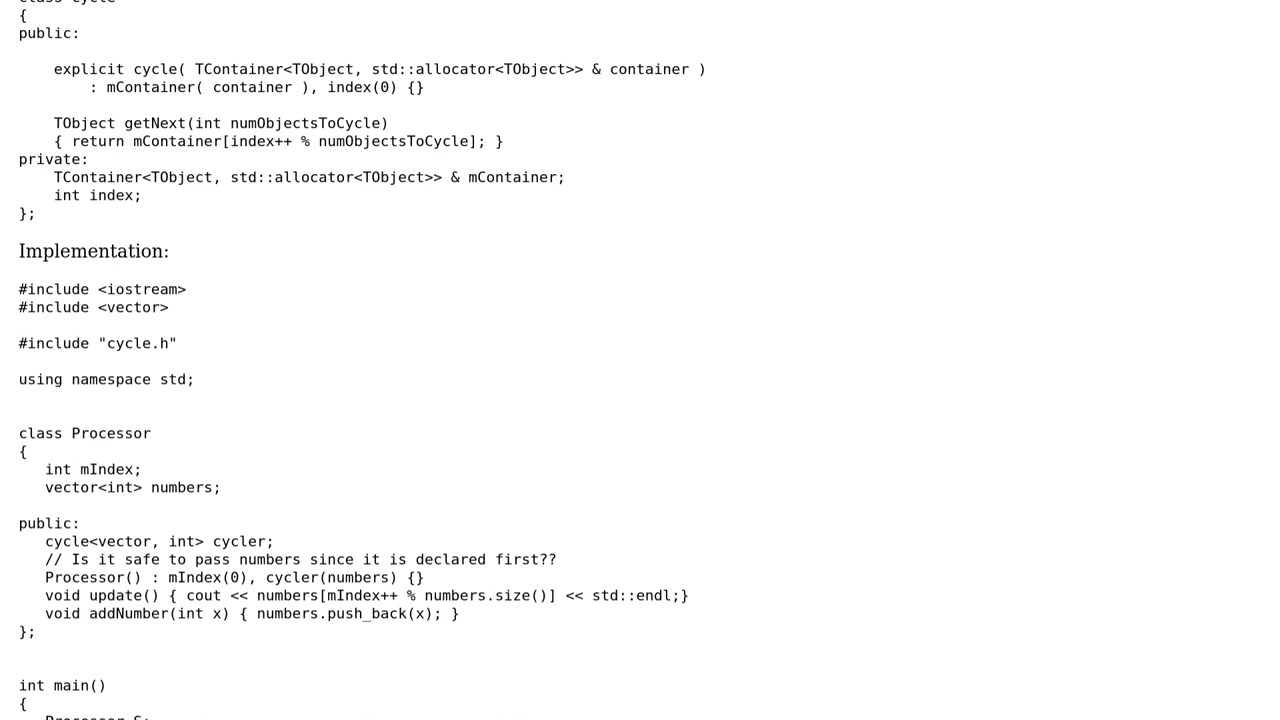 {
public:
    explicit cycle( TContainer<TObject, std::allocator<TObject>> & container )
        : mContainer( container ), index(0) {}
    TObject getNext(int numObjectsToCycle)
    { return mContainer[index++ % numObjectsToCycle]; }
private:
    TContainer<TObject, std::allocator<TObject>> & mContainer;
    int index;
};
Implementation:
#include <iostream>
#include <vector>
#include "cycle.h"
using namespace std;
class Processor
{
   int mIndex;
   vector<int> numbers;
public:
   cycle<vector, int> cycler;
   // Is it safe to pass numbers since it is declared first??
   Processor() : mIndex(0), cycler(numbers) {}
   void update() { cout << numbers[mIndex++ % numbers.size()] << std::endl;}
   void addNumber(int x) { numbers.push_back(x); }
};
int main()
{